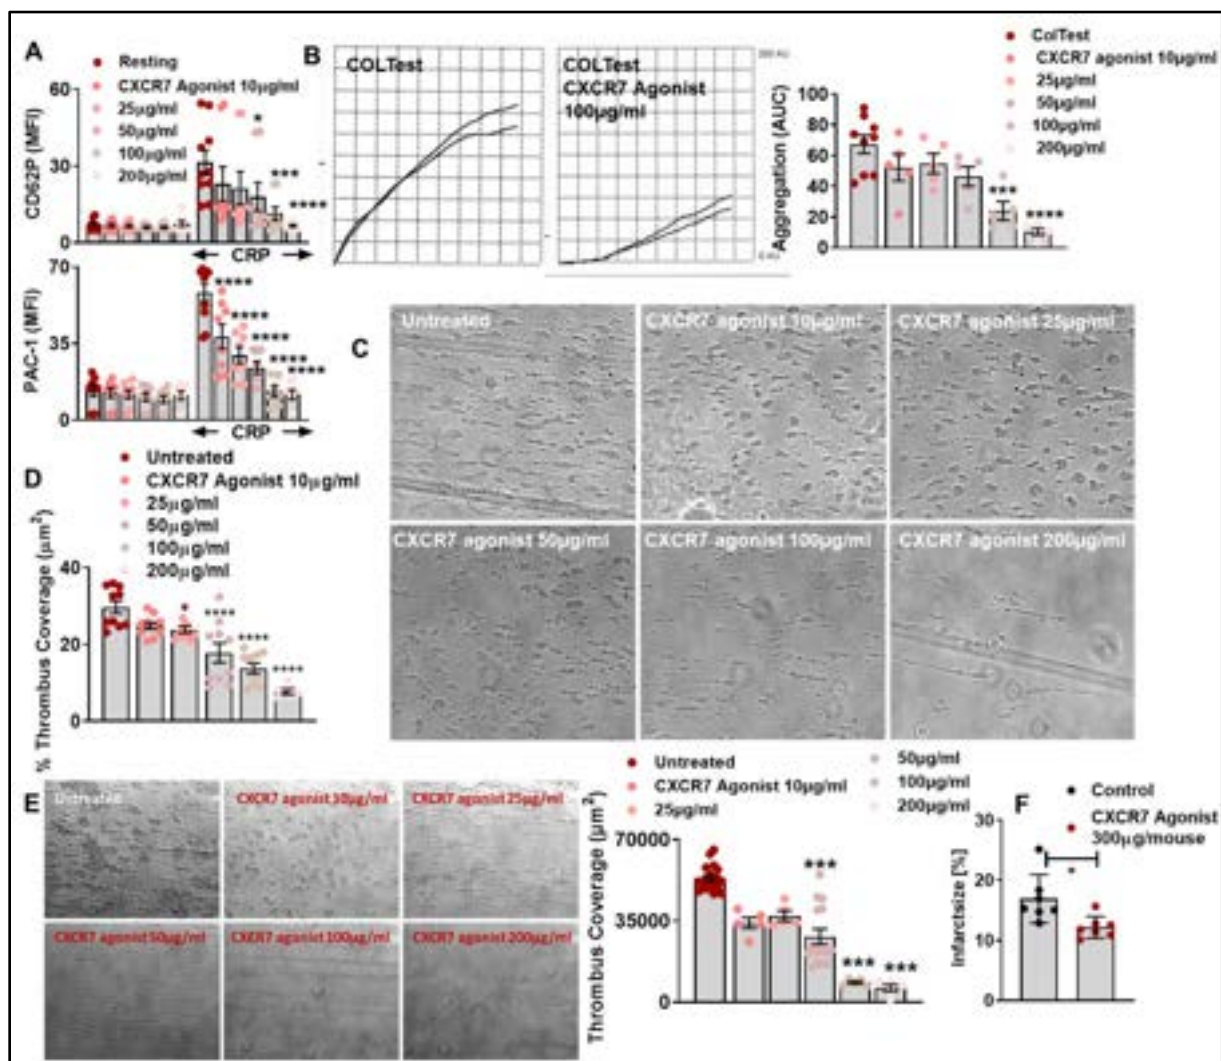 A
Resting
CXCR7 Agonist 10µg/ml
25µg/ml
50µg/ml
100µg/ml
200µg/ml
CD62P (MFI)
60
30
0
*
***
****
CRP
PAC-1 (MFI)
70
35
0
****
****
****
****
****
CRP
B
COLTest
COLTest
CXCR7 Agonist
100µg/ml
ColTest
CXCR7 agonist 10µg/ml
25µg/ml
50µg/ml
100µg/ml
200µg/ml
Aggregation (AUC)
100
80
60
40
20
0
***
****
C
Untreated
CXCR7 agonist 10µg/ml
CXCR7 agonist 25µg/ml
CXCR7 agonist 50µg/ml
CXCR7 agonist 100µg/ml
CXCR7 agonist 200µg/ml
D
Untreated
CXCR7 Agonist 10µg/ml
25µg/ml
50µg/ml
100µg/ml
200µg/ml
% Thrombus Coverage (µm²)
40
20
0
*
****
****
****
E
Untreated
CXCR7 agonist 10µg/ml
CXCR7 agonist 25µg/ml
CXCR7 agonist 50µg/ml
CXCR7 agonist 100µg/ml
CXCR7 agonist 200µg/ml
Untreated
CXCR7 Agonist 10µg/ml
25µg/ml
50µg/ml
100µg/ml
200µg/ml
Thrombus Coverage (µm²)
70000
35000
0
***
***
***
F
Control
CXCR7 Agonist
300µg/mouse
Infarctsize [%]
30
20
10
0
*